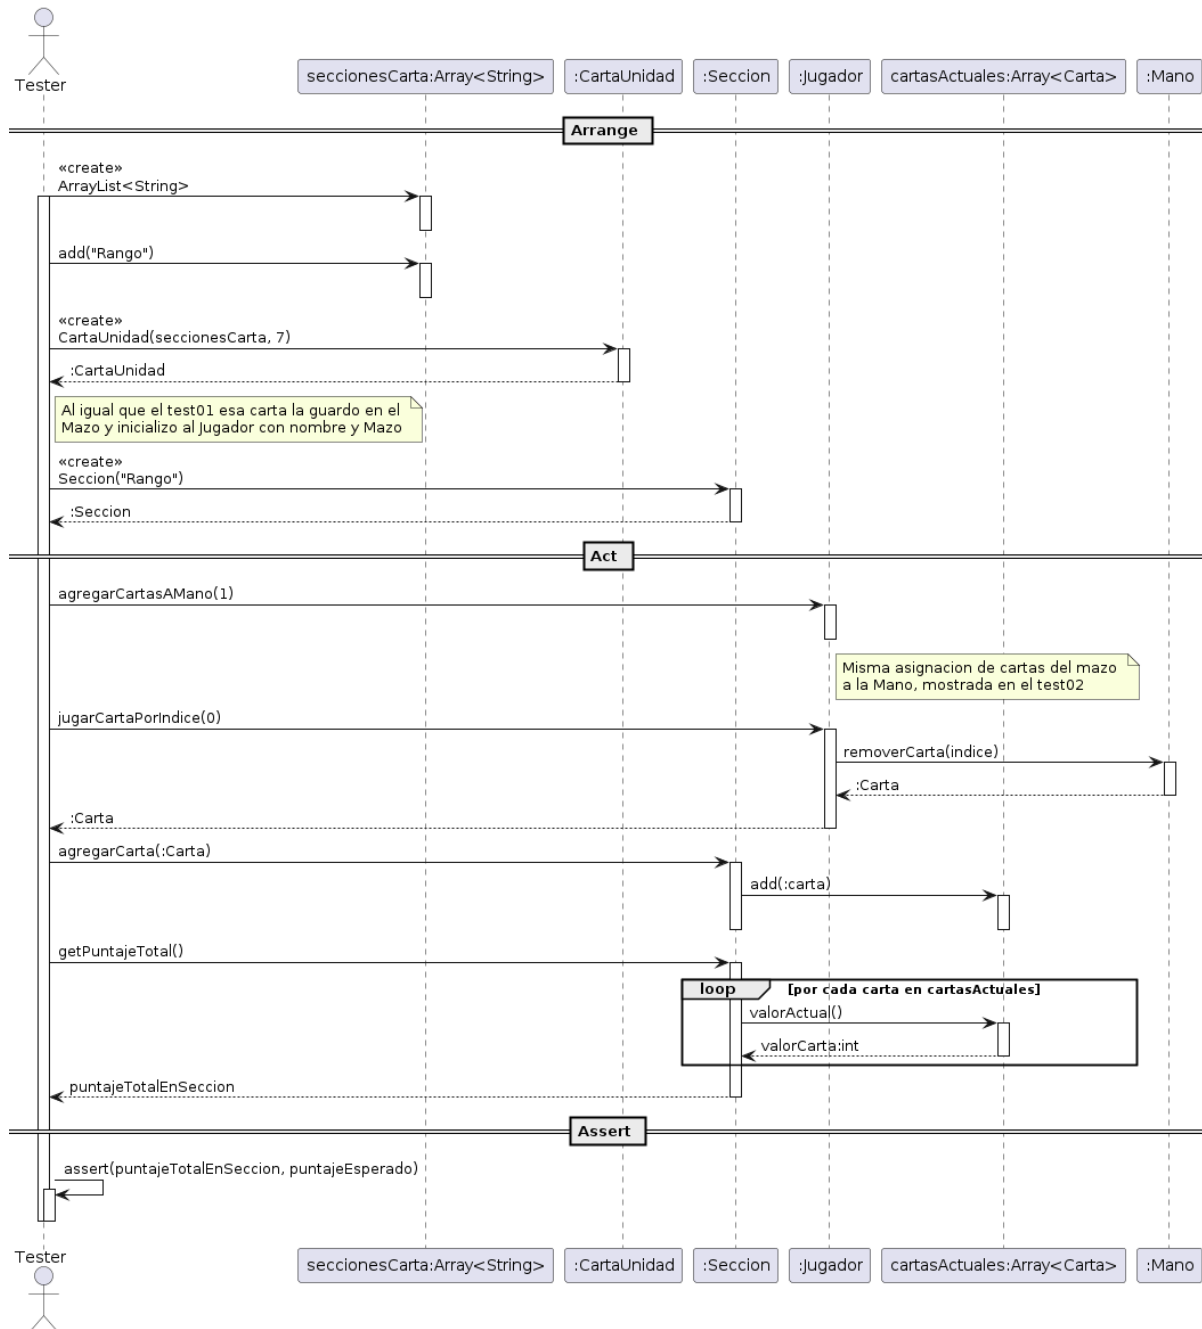 Tester
seccionesCarta:Array<String>
:CartaUnidad
:Seccion
:Jugador
cartasActuales:Array<Carta>
:Mano
Arrange
«create»
ArrayList<String>
add("Rango")
«create»
CartaUnidad(seccionesCarta, 7)
:CartaUnidad
Al igual que el test01 esa carta la guardo en el
Mazo y inicializo al Jugador con nombre y Mazo
«create»
Seccion("Rango")
:Seccion
Act
agregarCartasAMano(1)
Misma asignacion de cartas del mazo
a la Mano, mostrada en el test02
jugarCartaPorIndice(0)
removerCarta(indice)
:Carta
:Carta
agregarCarta(:Carta)
add(:carta)
getPuntajeTotal()
loop
[por cada carta en cartasActuales]
valorActual()
valorCarta:int
puntajeTotalEnSeccion
Assert
assert(puntajeTotalEnSeccion, puntajeEsperado)
Tester
seccionesCarta:Array<String>
:CartaUnidad
:Seccion
:Jugador
cartasActuales:Array<Carta>
:Mano